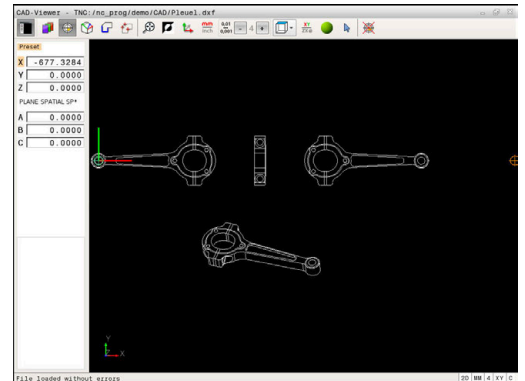 CAD-Viewer - TNC:/nc_prog/demo/CAD/Pleuel.dxf
mm inch 0,01 0,001 4 XY
Preset
X -677.3284
Y 0.0000
Z 0.0000
PLANE SPATIAL SP*
A 0.0000
B 0.0000
C 0.0000
Y
Z X
File loaded without errors 2D MM 4 XY C